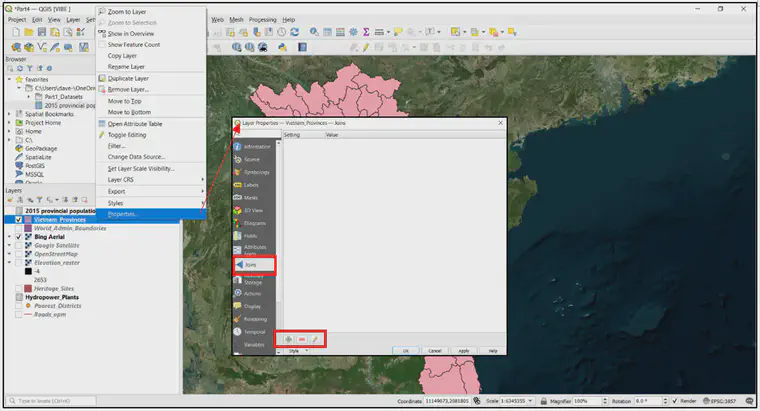 *Part4 — QGIS [VIBE]
Project Edit View Layer Set
Web Mesh Processing Help
Zoom to Layer
Zoom to Selection
Show in Overview
Show Feature Count
Copy Layer
Rename Layer
Duplicate Layer
Remove Layer...
Move to Top
Move to Bottom
Open Attribute Table
Toggle Editing
Filter...
Change Data Source...
Set Layer Scale Visibility...
Layer CRS
Export
Styles
Properties...
Browser
Favorites
C:\Users\dave-\OneDriv
Part1_Datasets
2015 provincial popula
Spatial Bookmarks
Project Home
Home
C:\
GeoPackage
SpatiaLite
PostGIS
MSSQL
Oracle
Layers
2015 provincial population
Vietnam_Provinces
World_Admin_Boundaries
Bing Aerial
Google Satellite
OpenStreetMap
Elevation_raster
-4
2653
Heritage_Sites
Hydropower_Plants
Poorest_Districts
Roads_osm
Layer Properties — Vietnam_Provinces — Joins
Setting Value
Information
Source
Symbology
Labels
Masks
3D View
Diagrams
Fields
Attributes
Form
Joins
Storage
Actions
Display
Rendering
Temporal
Variables
Style
OK Cancel Apply Help
Type to locate (Ctrl+K)
Coordinate 11149073,2981805 Scale 1:6345355 Magnifier 100% Rotation 0.0 ° Render EPSG:3857